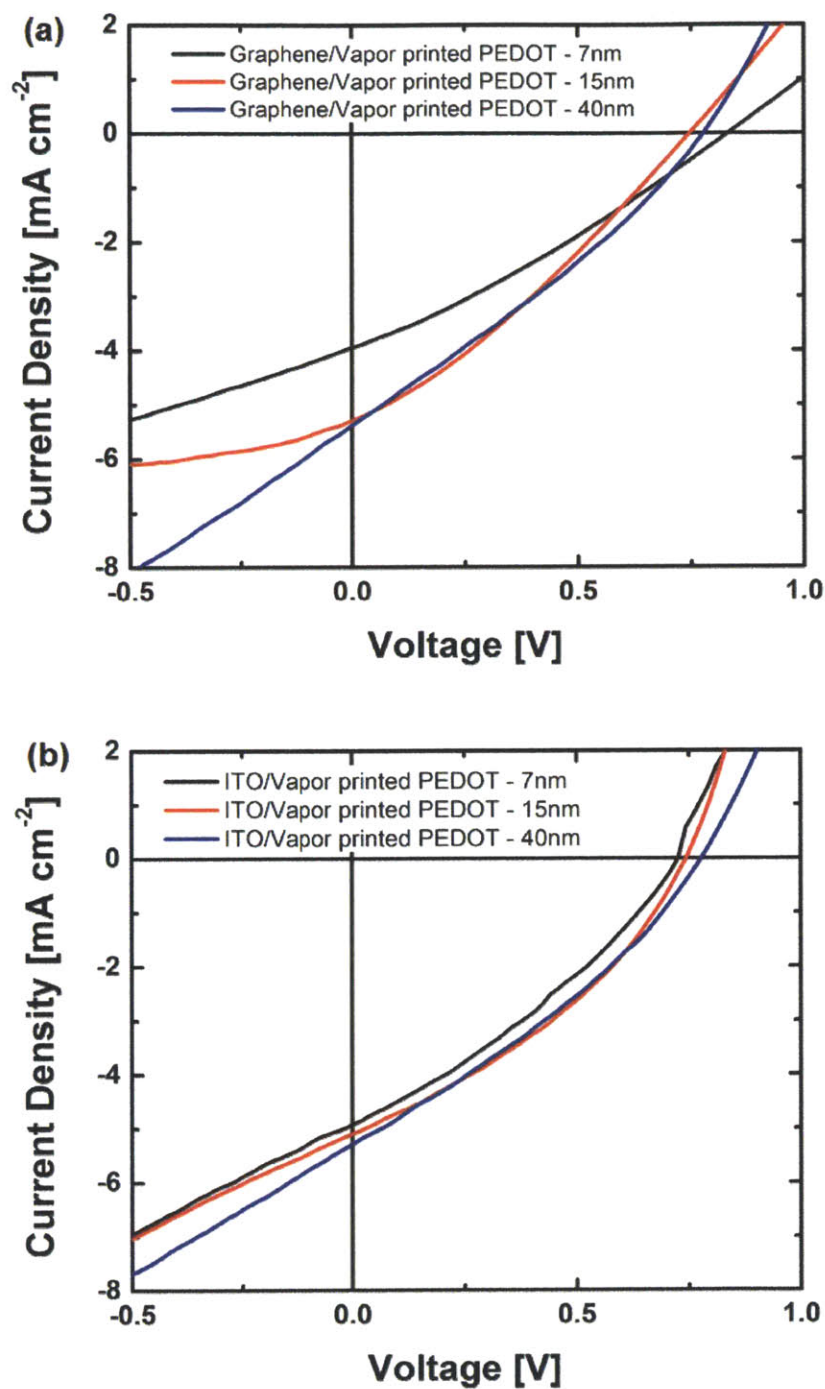 (a)
Graphene/Vapor printed PEDOT - 7nm
Graphene/Vapor printed PEDOT - 15nm
Graphene/Vapor printed PEDOT - 40nm
Current Density [mA cm-2]
2
0
-2
-4
-6
-8
-0.5 0.0 0.5 1.0
Voltage [V]
(b)
ITO/Vapor printed PEDOT - 7nm
ITO/Vapor printed PEDOT - 15nm
ITO/Vapor printed PEDOT - 40nm
Current Density [mA cm-2]
2
0
-2
-4
-6
-8
-0.5 0.0 0.5 1.0
Voltage [V]